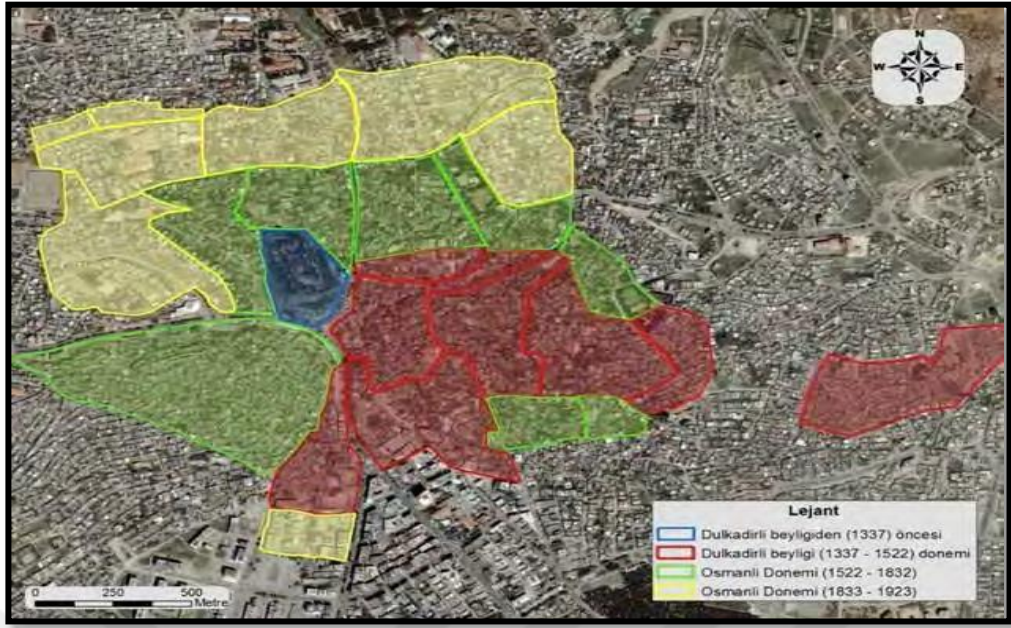 N
W E
S
Lejant
Dulkadirli beyligiden (1337) öncesi
Dulkadirli beyligi (1337 - 1522) donemi
Osmanli Donemi (1522 - 1832)
Osmanli Donemi (1833 - 1923)
0 250 500
Metre